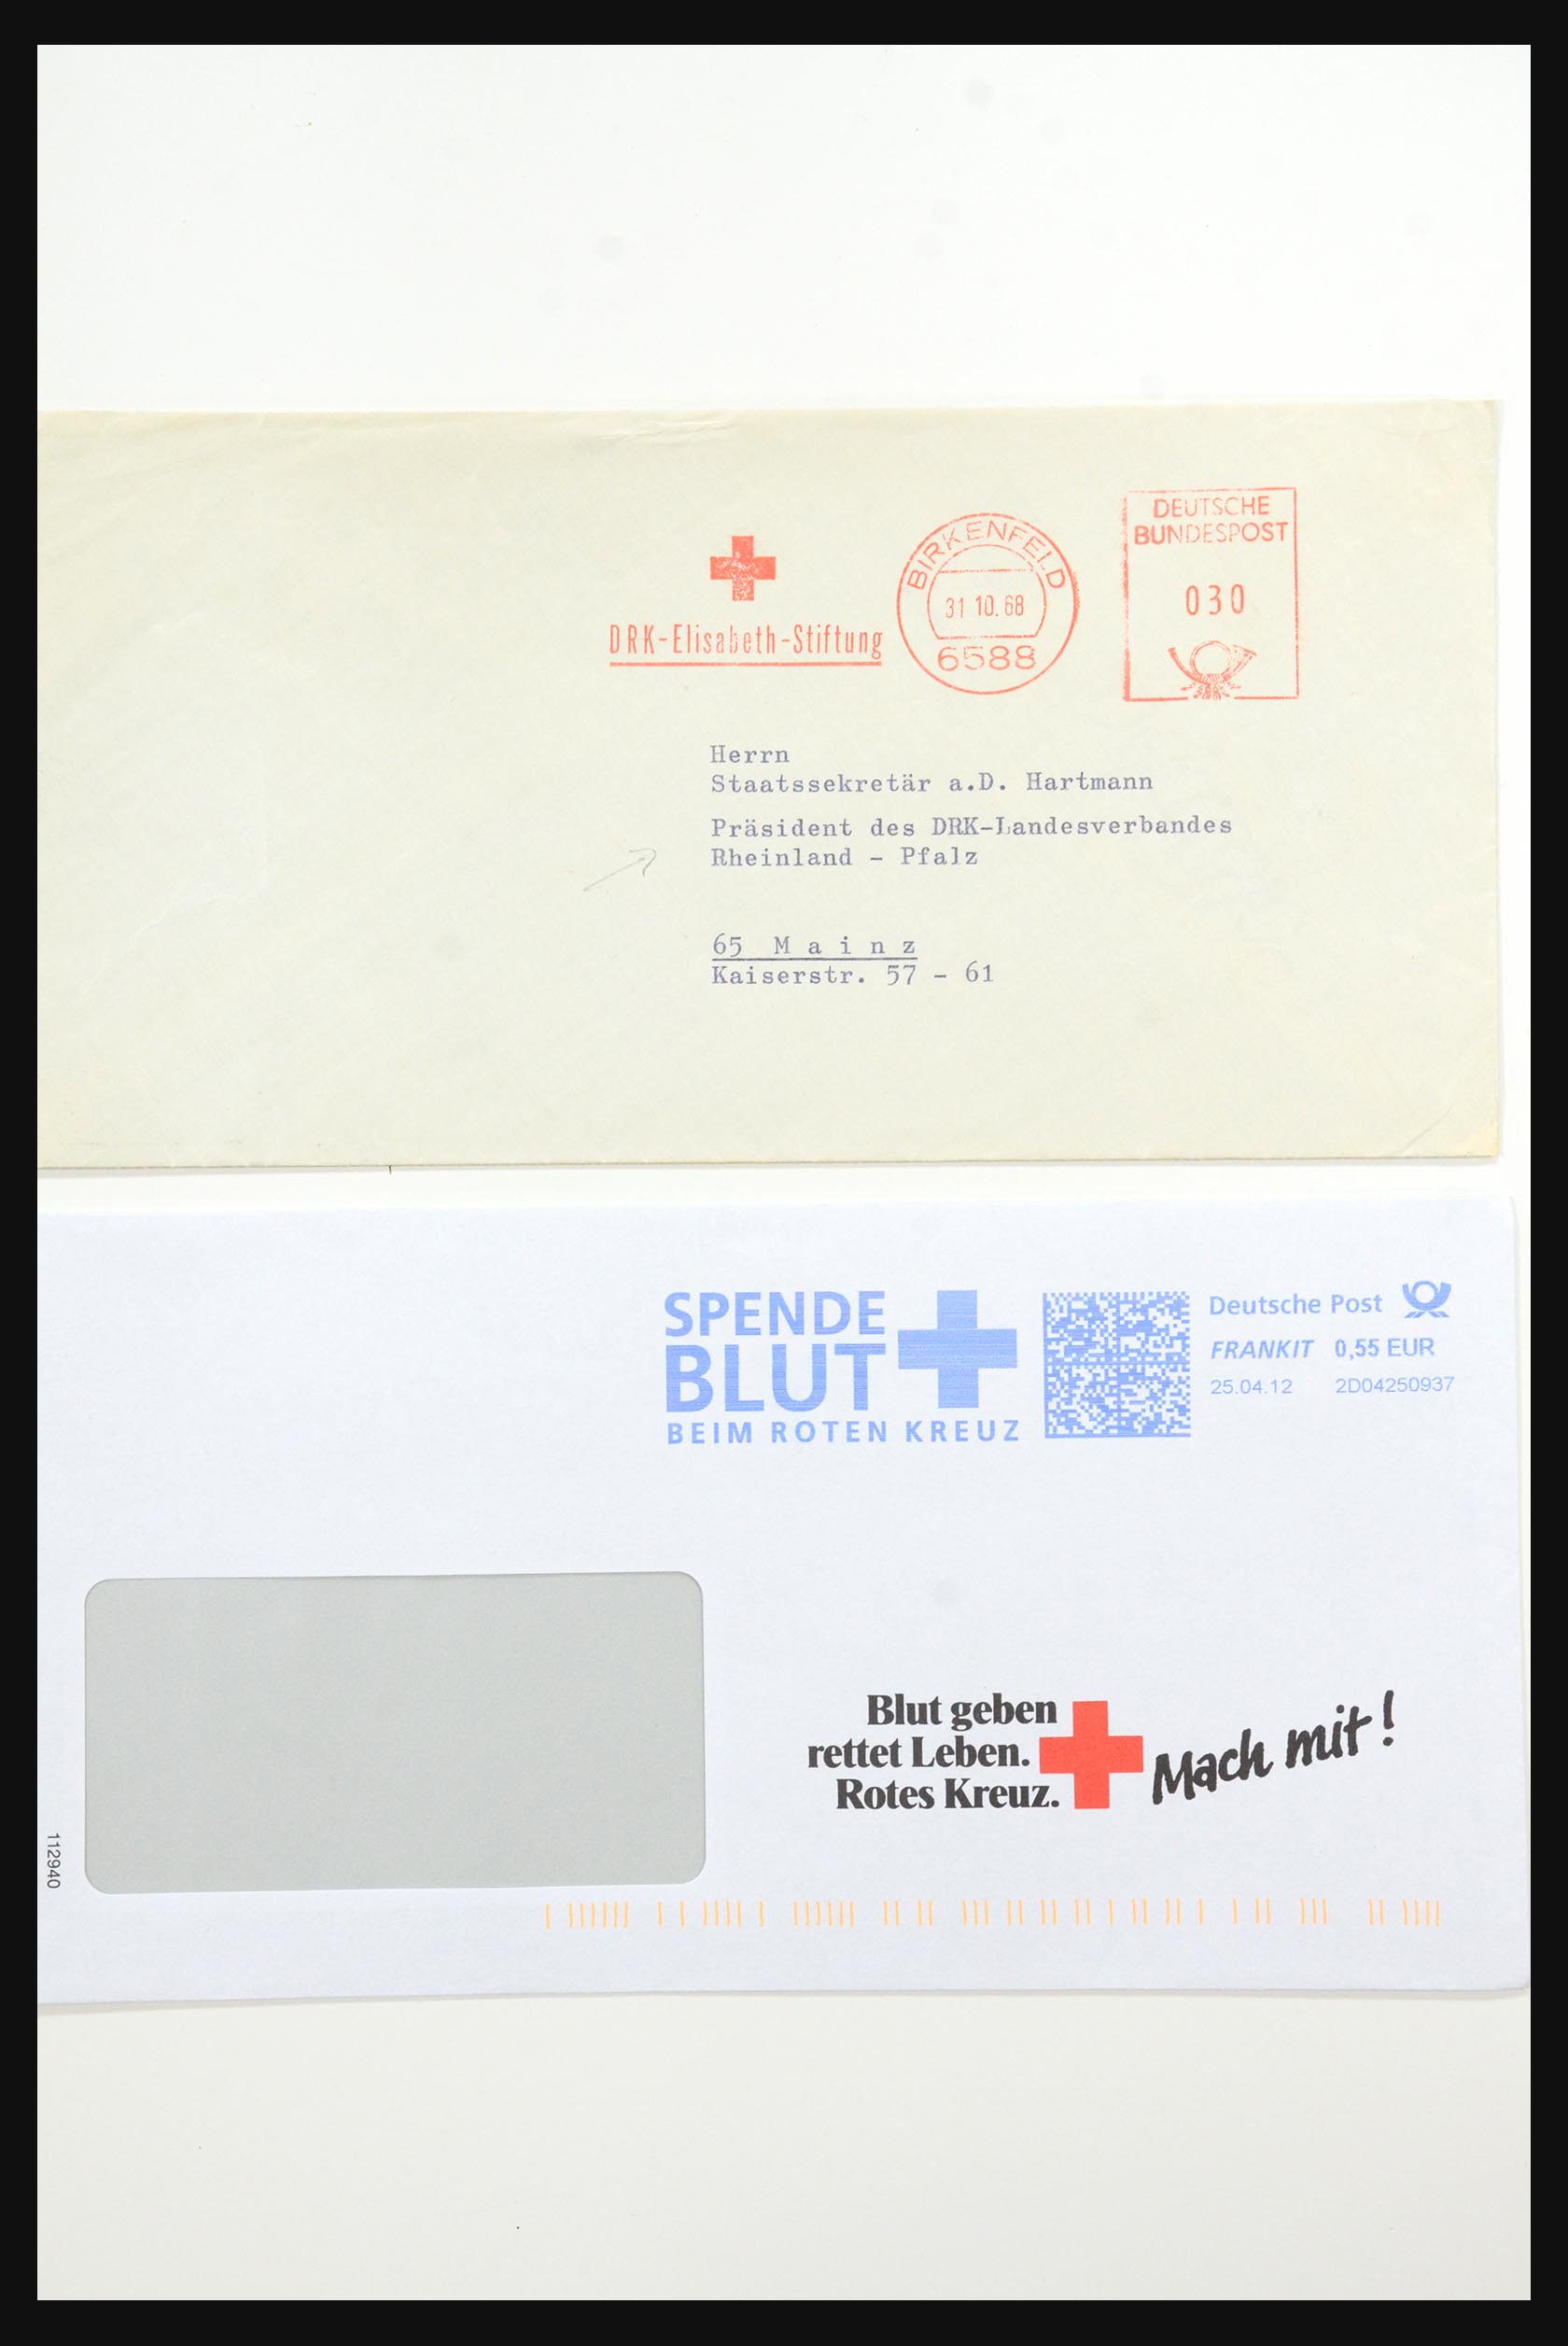 DRK-Elisabeth-Stiftung
BIRKENFELD
31 10.68
6588
DEUTSCHE
BUNDESPOST
030
Herrn
Staatssekretär a.D. Hartmann
Präsident des DRK-Landesverbandes
Rheinland - Pfalz
65 M a i n z
Kaiserstr. 57 - 61
SPENDE
BLUT
BEIM ROTEN KREUZ
Deutsche Post
FRANKIT 0,55 EUR
25.04.12 2D04250937
Blut geben
rettet Leben.
Rotes Kreuz.
Mach mit!
112940